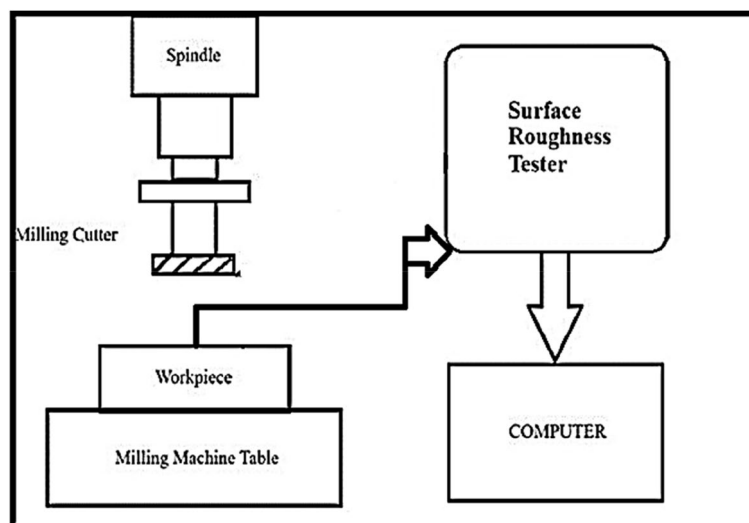 Spindle
Surface
Roughness
Tester
Milling Cutter
Workpiece
Milling Machine Table
COMPUTER